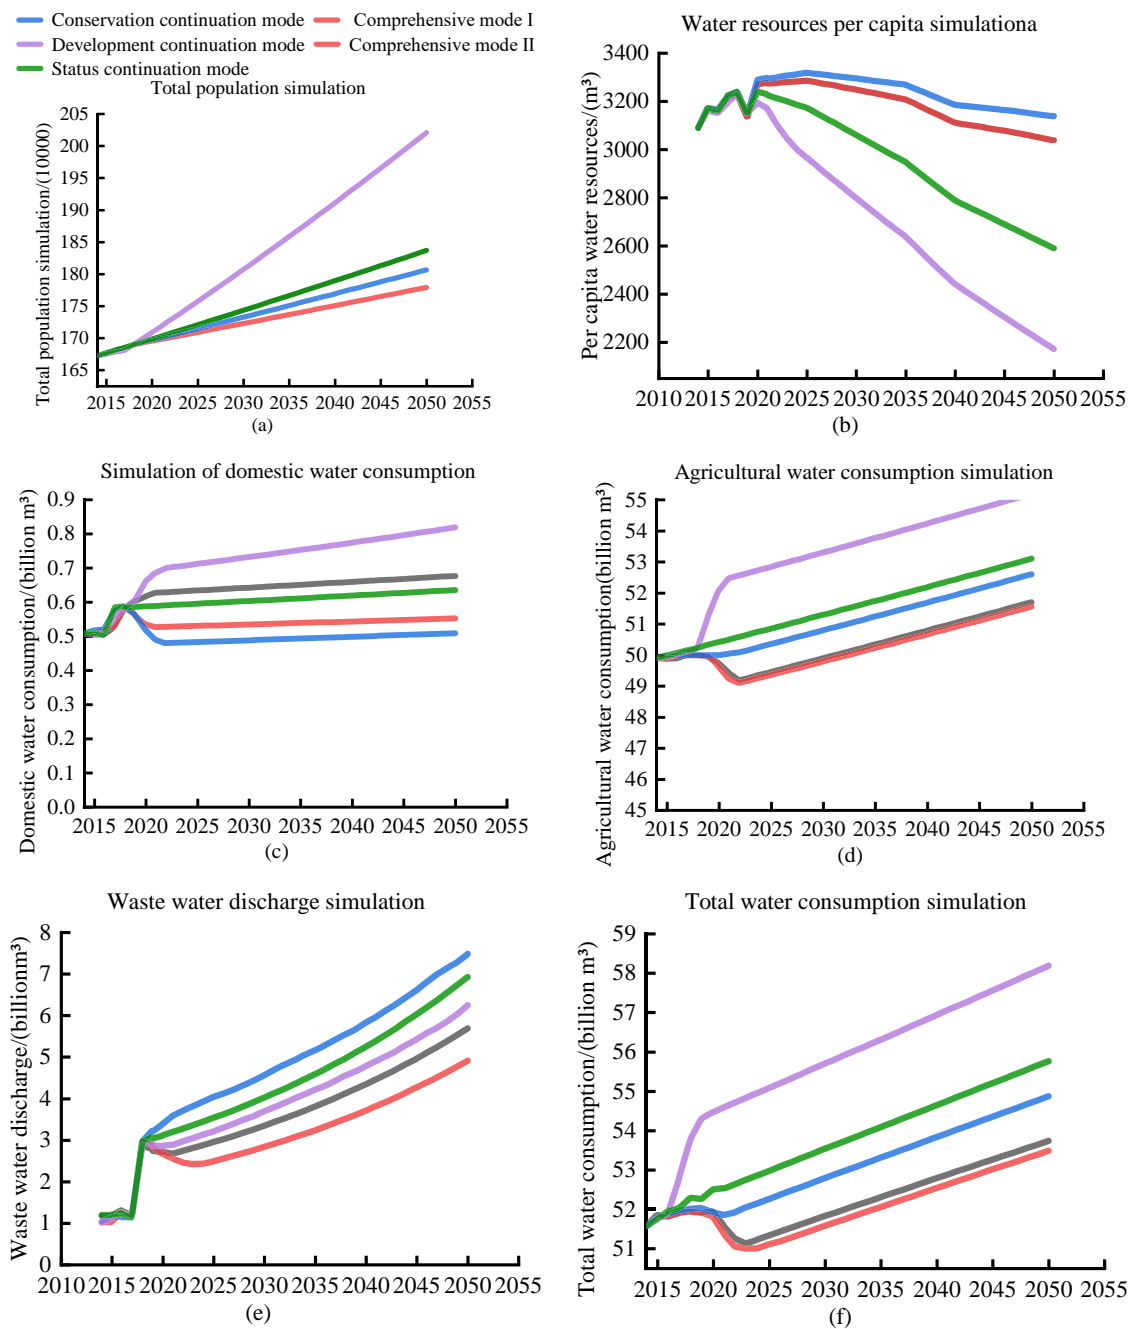 Conservation continuation mode
Comprehensive mode I
Development continuation mode
Comprehensive mode II
Status continuation mode
Total population simulation
Total population simulation/(10000)
205
200
195
190
185
180
175
170
165
2015 2020 2025 2030 2035 2040 2045 2050 2055
(a)
Water resources per capita simulationa
Per capita water resources/(m³)
3400
3200
3000
2800
2600
2400
2200
2010 2015 2020 2025 2030 2035 2040 2045 2050 2055
(b)
Simulation of domestic water consumption
Domestic water consumption/(billion m³)
0.9
0.8
0.7
0.6
0.5
0.4
0.3
0.2
0.1
0.0
2015 2020 2025 2030 2035 2040 2045 2050 2055
(c)
Agricultural water consumption simulation
Agricultural water consumption(billion m³)
55
54
53
52
51
50
49
48
47
46
45
2015 2020 2025 2030 2035 2040 2045 2050 2055
(d)
Waste water discharge simulation
Waste water discharge/(billionm³)
8
7
6
5
4
3
2
1
0
2010 2015 2020 2025 2030 2035 2040 2045 2050 2055
(e)
Total water consumption simulation
Total water consumption/(billion m³)
59
58
57
56
55
54
53
52
51
2015 2020 2025 2030 2035 2040 2045 2050 2055
(f)